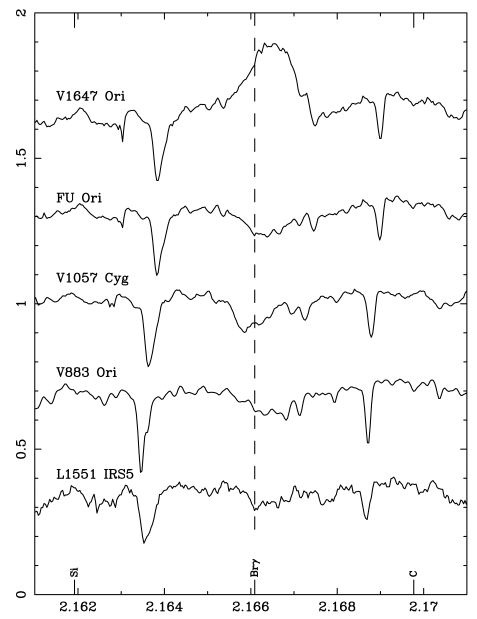 2
V1647 Ori
1.5
FU Ori
V1057 Cyg
1
V883 Ori
0.5
L1551 IRS5
Si
Brγ
C
0
2.162 2.164 2.166 2.168 2.17